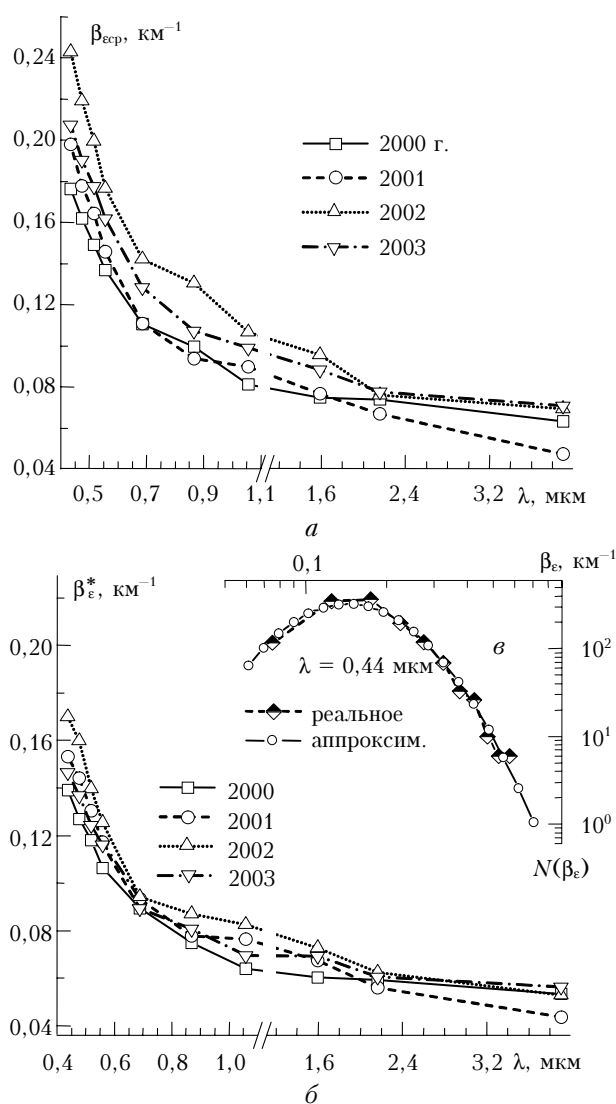 β_εср, км⁻¹
0,24
0,20
0,16
0,12
0,08
0,04
2000 г.
2001
2002
2003
0,5 0,7 0,9 1,1 1,6 2,4 3,2 λ, мкм
а
β*_ε, км⁻¹
0,20
0,16
0,12
0,08
0,04
0,1 β_ε, км⁻¹
в
λ = 0,44 мкм
реальное
аппроксим.
10²
10¹
10⁰
N(β_ε)
2000
2001
2002
2003
0,4 0,6 0,8 1,0 1,6 2,4 3,2 λ, мкм
б